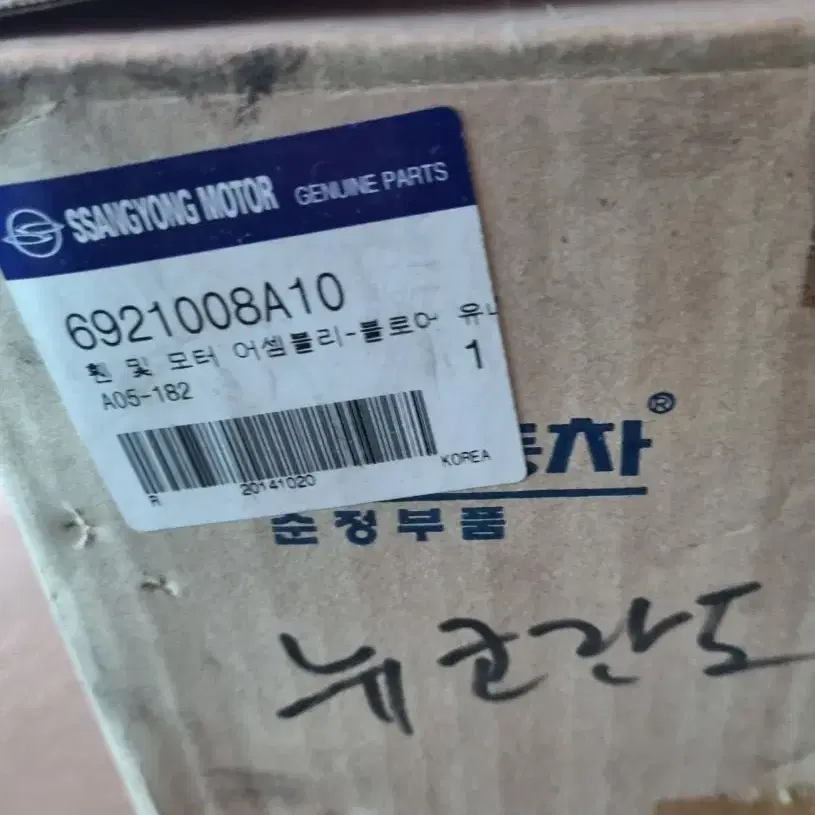 SSANGYONG MOTOR GENUINE PARTS
6921008A10
휀 및 모터 어셈블리-블로어 유니
1
A05-182
R 20141020 KOREA
동차®
순정부품
뉴코란도